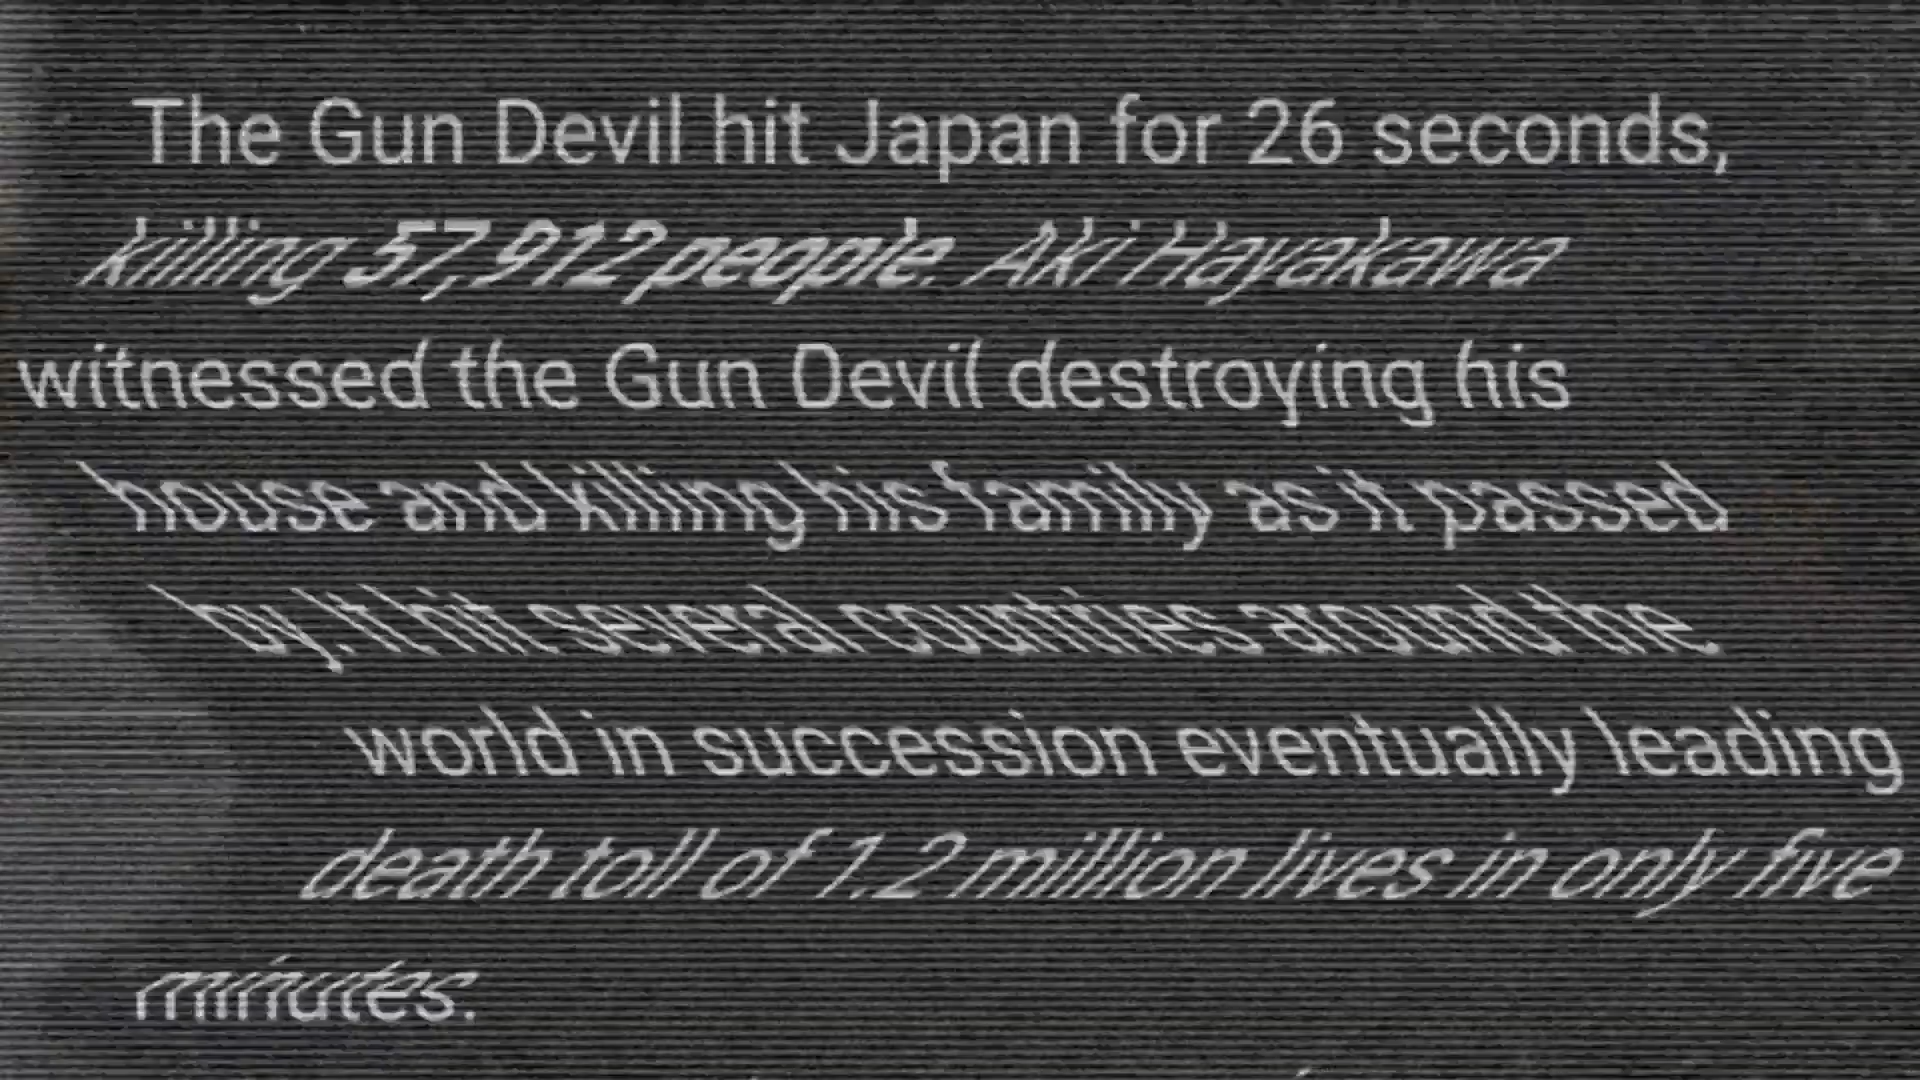 The Gun Devil hit Japan for 26 seconds,
killing 57,912 people. Aki Hayakawa
witnessed the Gun Devil destroying his
house and killing his family as it passed
by. It hit several countries around the.
world in succession eventually leading
death toll of 1.2 million lives in only five
minutes.